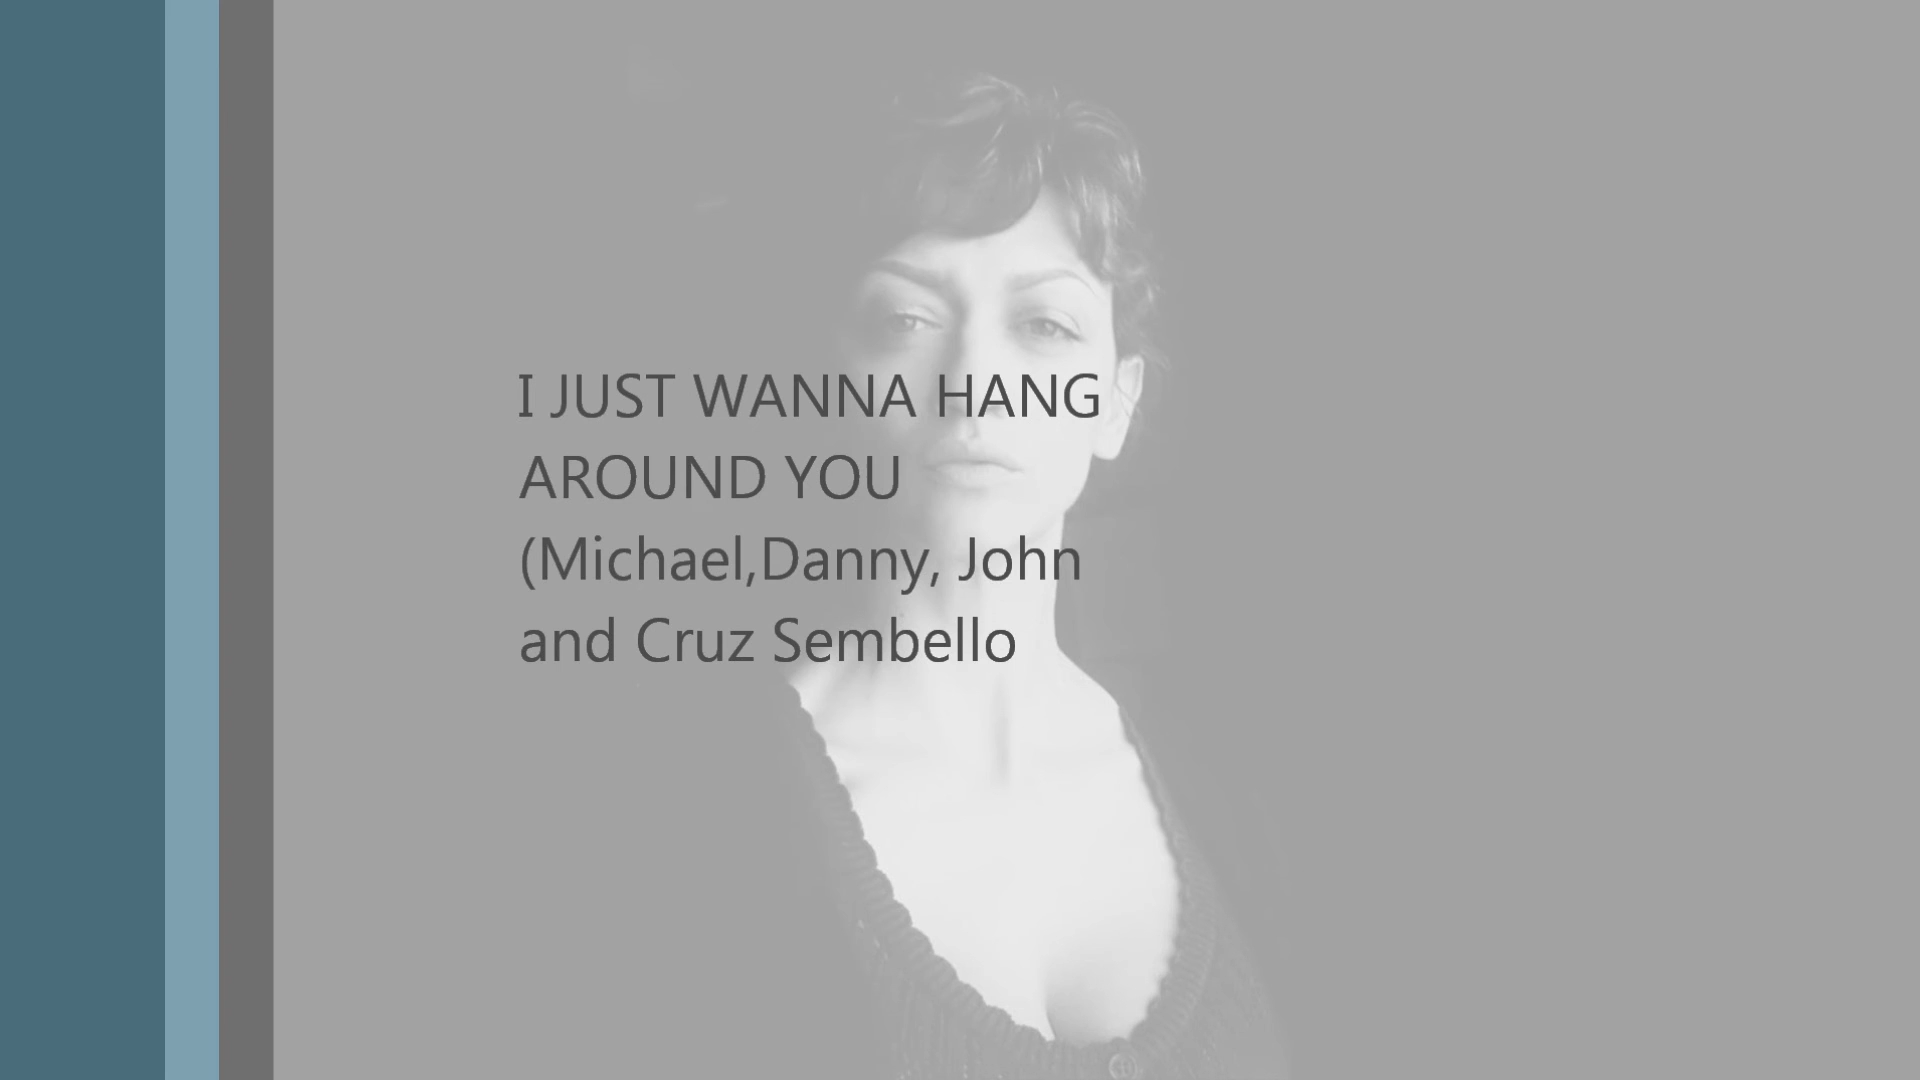 I JUST WANNA HANG
AROUND YOU
(Michael,Danny, John
and Cruz Sembello